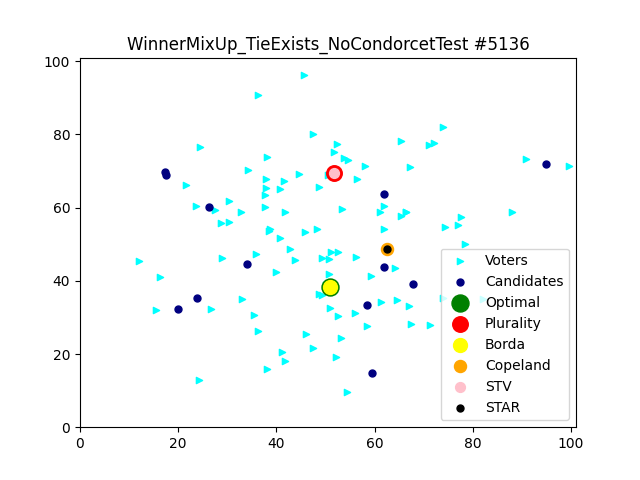 WinnerMixUp_TieExists_NoCondorcetTest #5136
100
80
60
40
20
0
0 20 40 60 80 100
Voters
Candidates
Optimal
Plurality
Borda
Copeland
STV
STAR